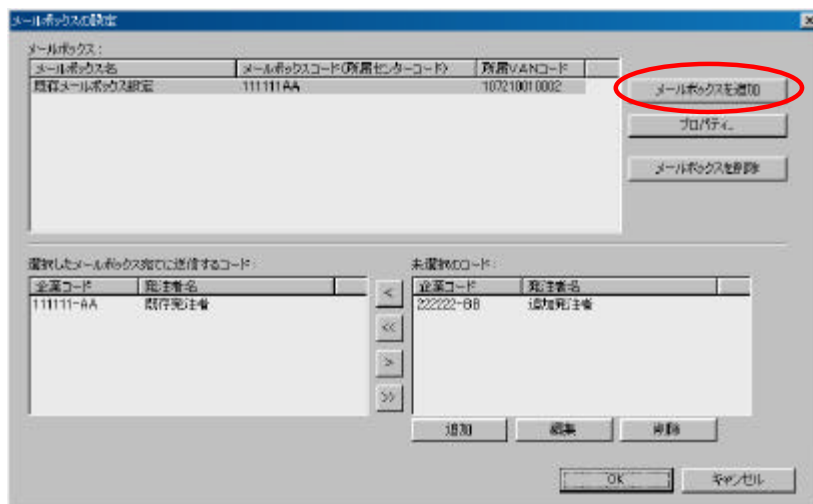 メールボックスの設定
メールボックス:
メールボックス名 メールボックスコード(所属センターコード) 所属VANコード
既存メールボックス設定 111111AA 107210010002
メールボックスを追加
プロパティ...
メールボックスを削除
選択したメールボックス宛てに送信するコード:
企業コード 発注者名
111111-AA 既存発注者
<
<<
>
>>
未選択のコード:
企業コード 発注者名
222222-BB 追加発注者
追加 編集 削除
OK キャンセル